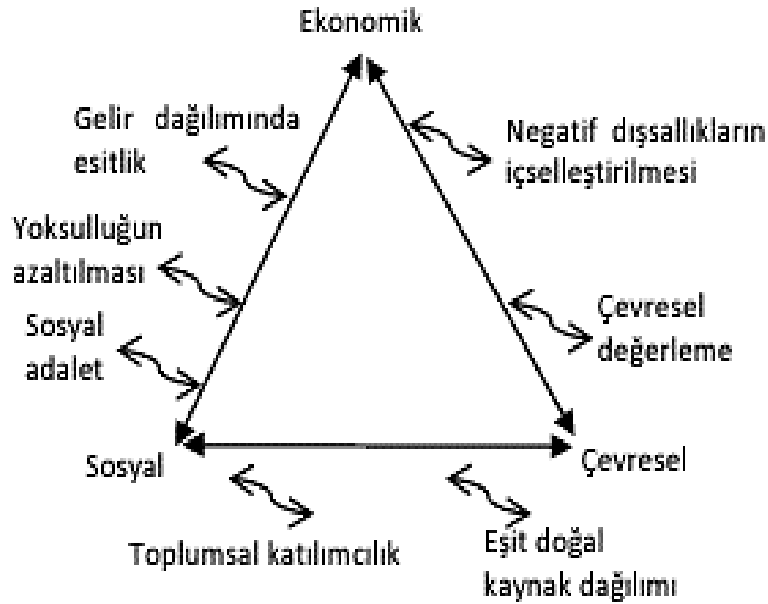 Ekonomik
Gelir dağılımında
esitlik
Negatif dışsallıkların
içselleştirilmesi
Yoksulluğun
azaltılması
Sosyal
adalet
Çevresel
değerleme
Sosyal
Çevresel
Toplumsal katılımcılık
Eşit doğal
kaynak dağılımı